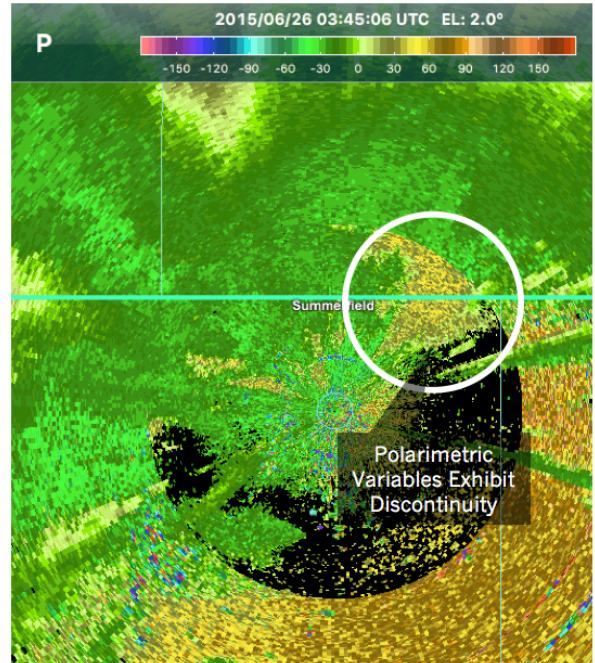 2015/06/26 03:45:06 UTC EL: 2.0°
P
-150 -120 -90 -60 -30 0 30 60 90 120 150
Summerfield
Polarimetric
Variables Exhibit
Discontinuity